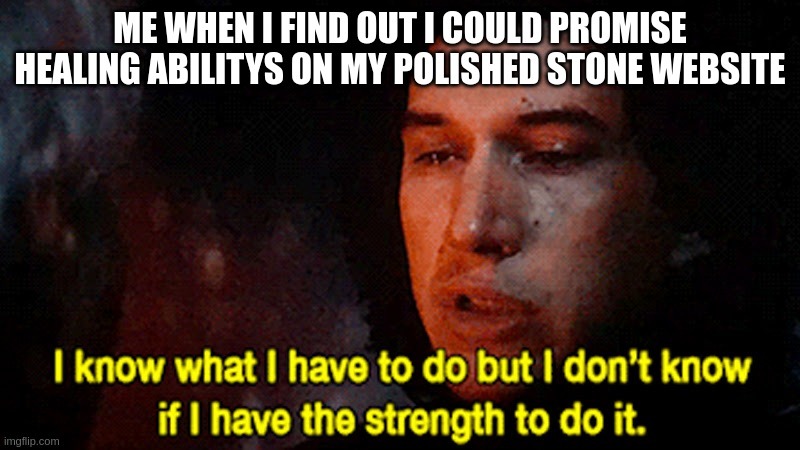 ME WHEN I FIND OUT I COULD PROMISE
HEALING ABILITYS ON MY POLISHED STONE WEBSITE
I know what I have to do but I don't know
if I have the strength to do it.
imgflip.com